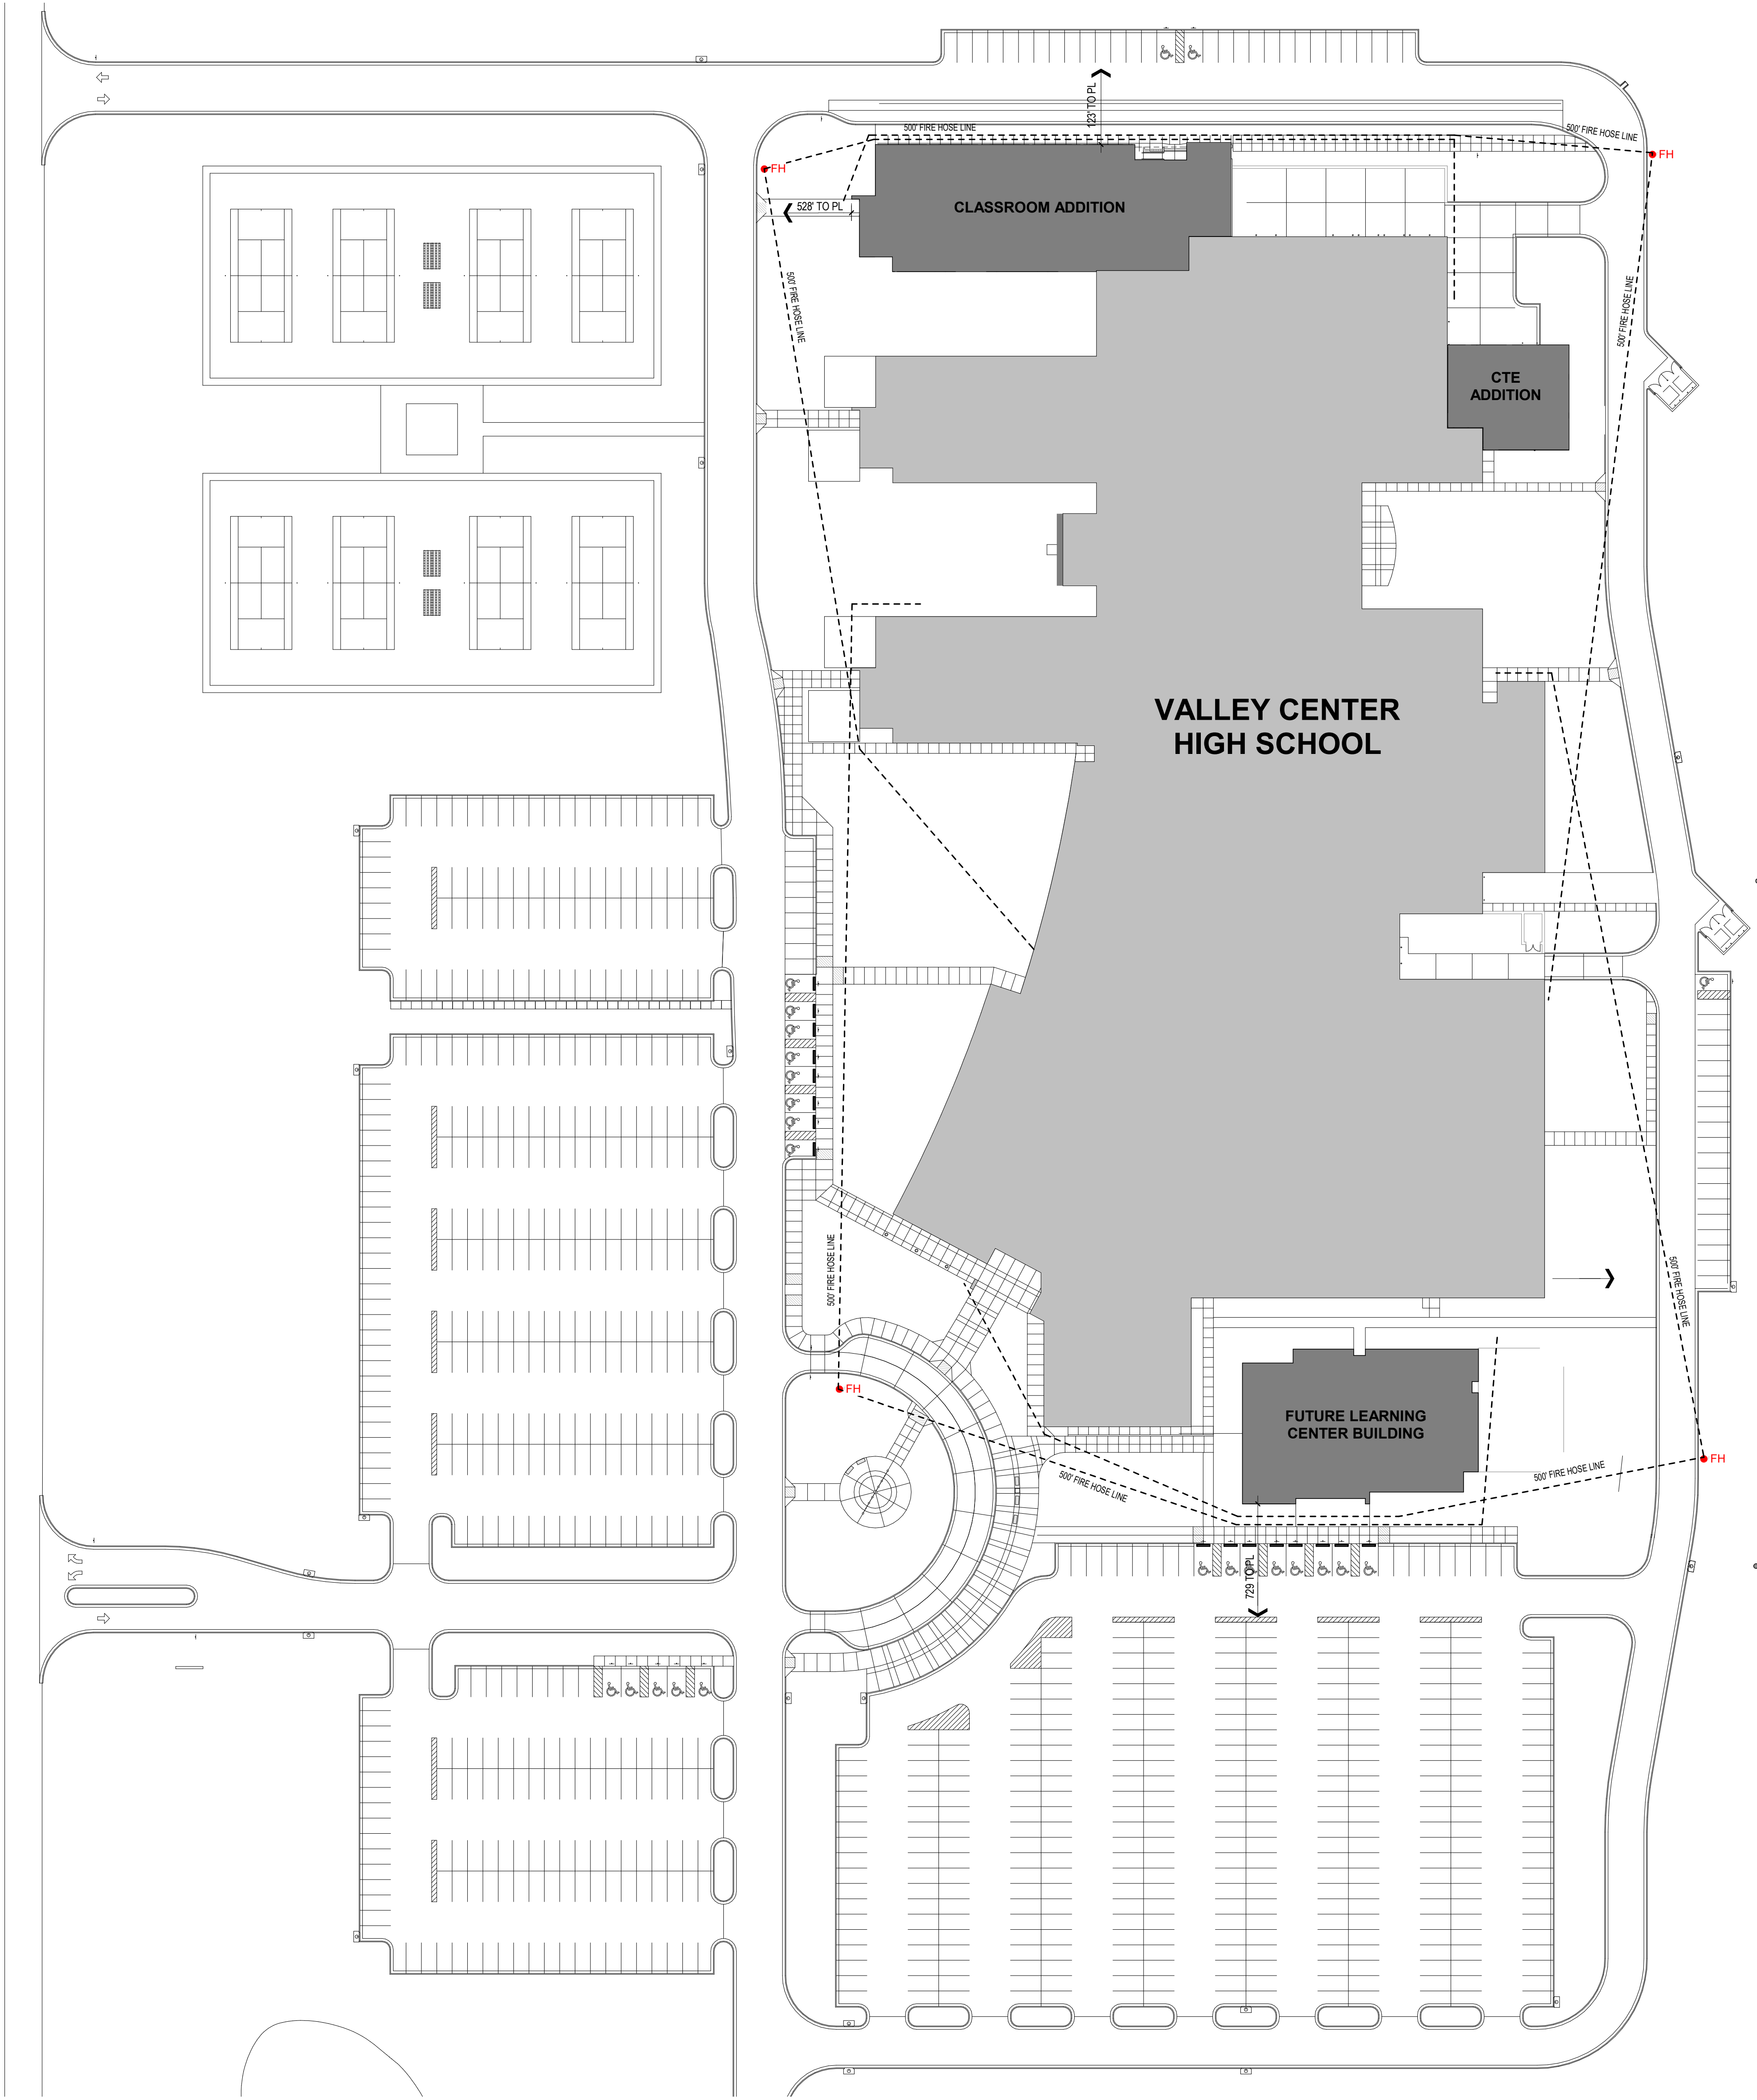 123' TO PL
500' FIRE HOSE LINE
500' FIRE HOSE LINE
FH
FH
528' TO PL
CLASSROOM ADDITION
500' FIRE HOSE LINE
500' FIRE HOSE LINE
CTE
ADDITION
VALLEY CENTER
HIGH SCHOOL
500' FIRE HOSE LINE
500' FIRE HOSE LINE
FH
FUTURE LEARNING
CENTER BUILDING
500' FIRE HOSE LINE
500' FIRE HOSE LINE
FH
729 TO PL